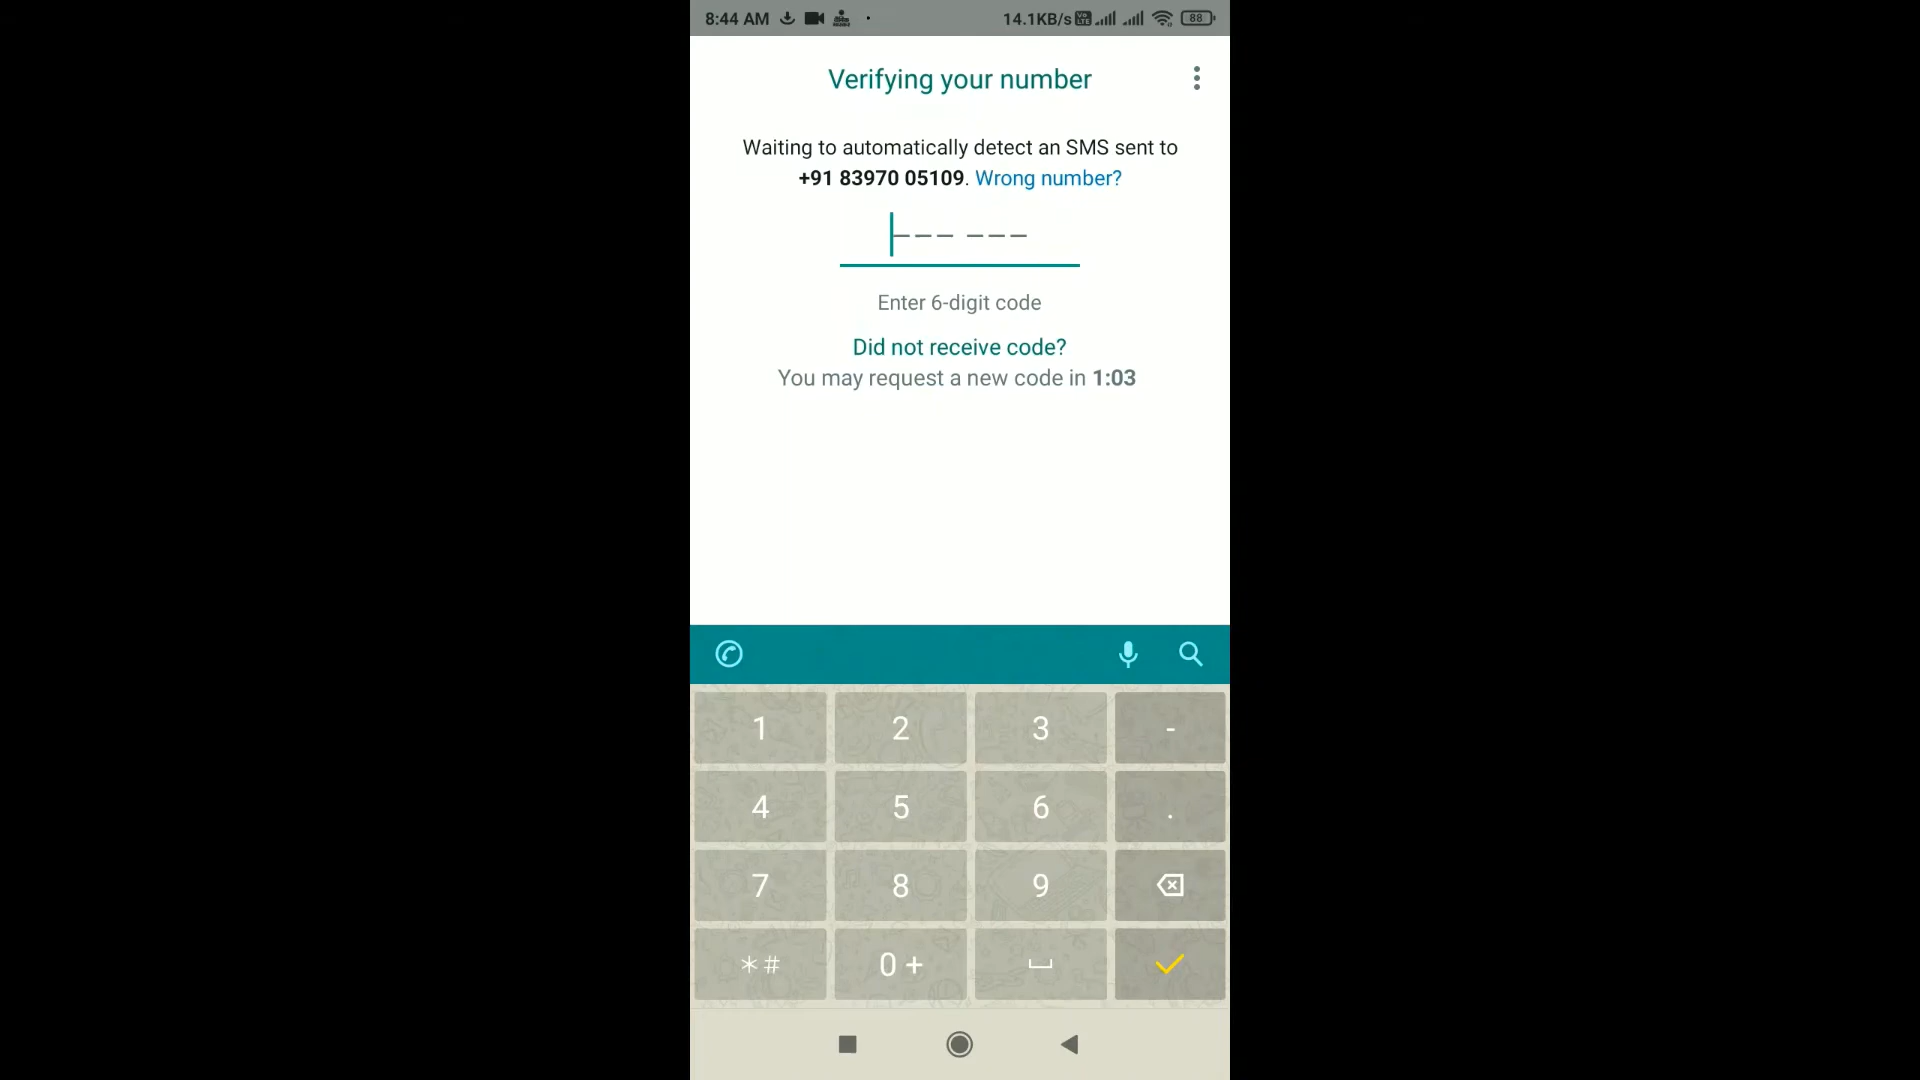 8:44 AM 14.1KB/s 88
Verifying your number
Waiting to automatically detect an SMS sent to
+91 83970 05109. Wrong number?
Enter 6-digit code
Did not receive code?
You may request a new code in 1:03
1 2 3 -
4 5 6 .
7 8 9
*# 0 +